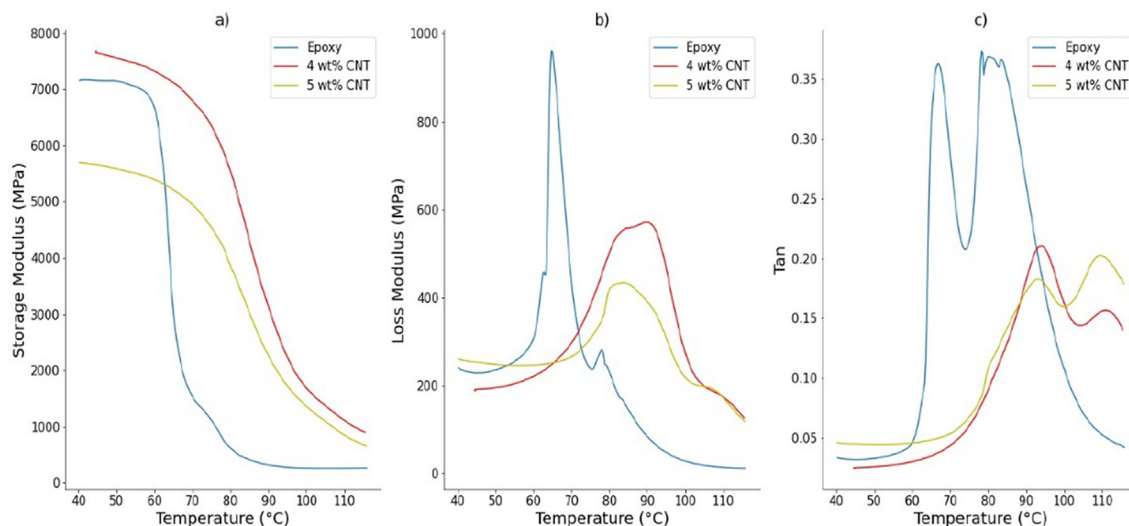 a)
Storage Modulus (MPa)
8000
7000
6000
5000
4000
3000
2000
1000
0
40 50 60 70 80 90 100 110
Temperature (°C)
Epoxy
4 wt% CNT
5 wt% CNT
b)
Loss Modulus (MPa)
1000
800
600
400
200
0
40 50 60 70 80 90 100 110
Temperature (°C)
Epoxy
4 wt% CNT
5 wt% CNT
c)
Tan
0.35
0.30
0.25
0.20
0.15
0.10
0.05
40 50 60 70 80 90 100 110
Temperature (°C)
Epoxy
4 wt% CNT
5 wt% CNT